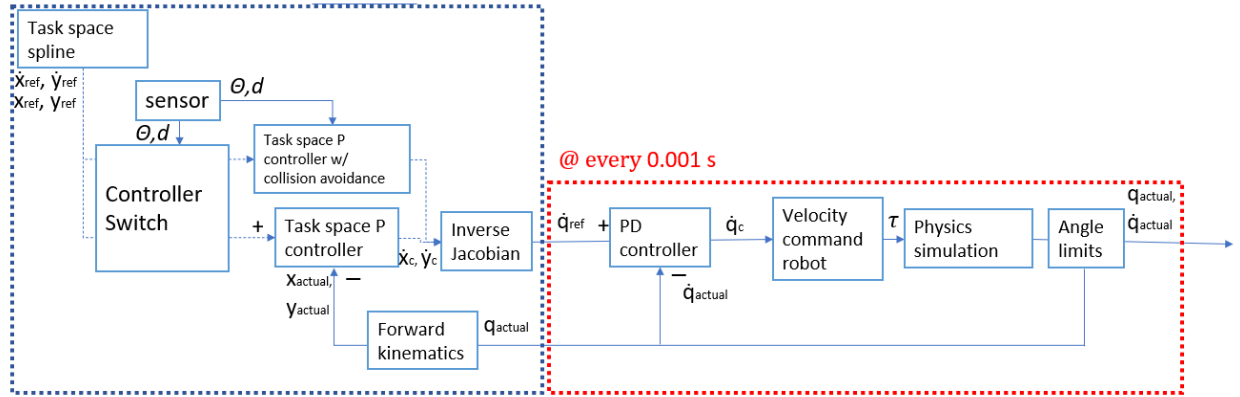 Task space
spline
ẋref, ẏref
xref, yref
sensor
Θ,d
Θ,d
Controller
Switch
Task space P
controller w/
collision avoidance
+
Task space P
controller
ẋc, ẏc
xactual,
yactual
−
Inverse
Jacobian
Forward
kinematics
qactual
@ every 0.001 s
q̇ref
+
PD
controller
−
q̇actual
q̇c
Velocity
command
robot
τ
Physics
simulation
Angle
limits
qactual,
q̇actual